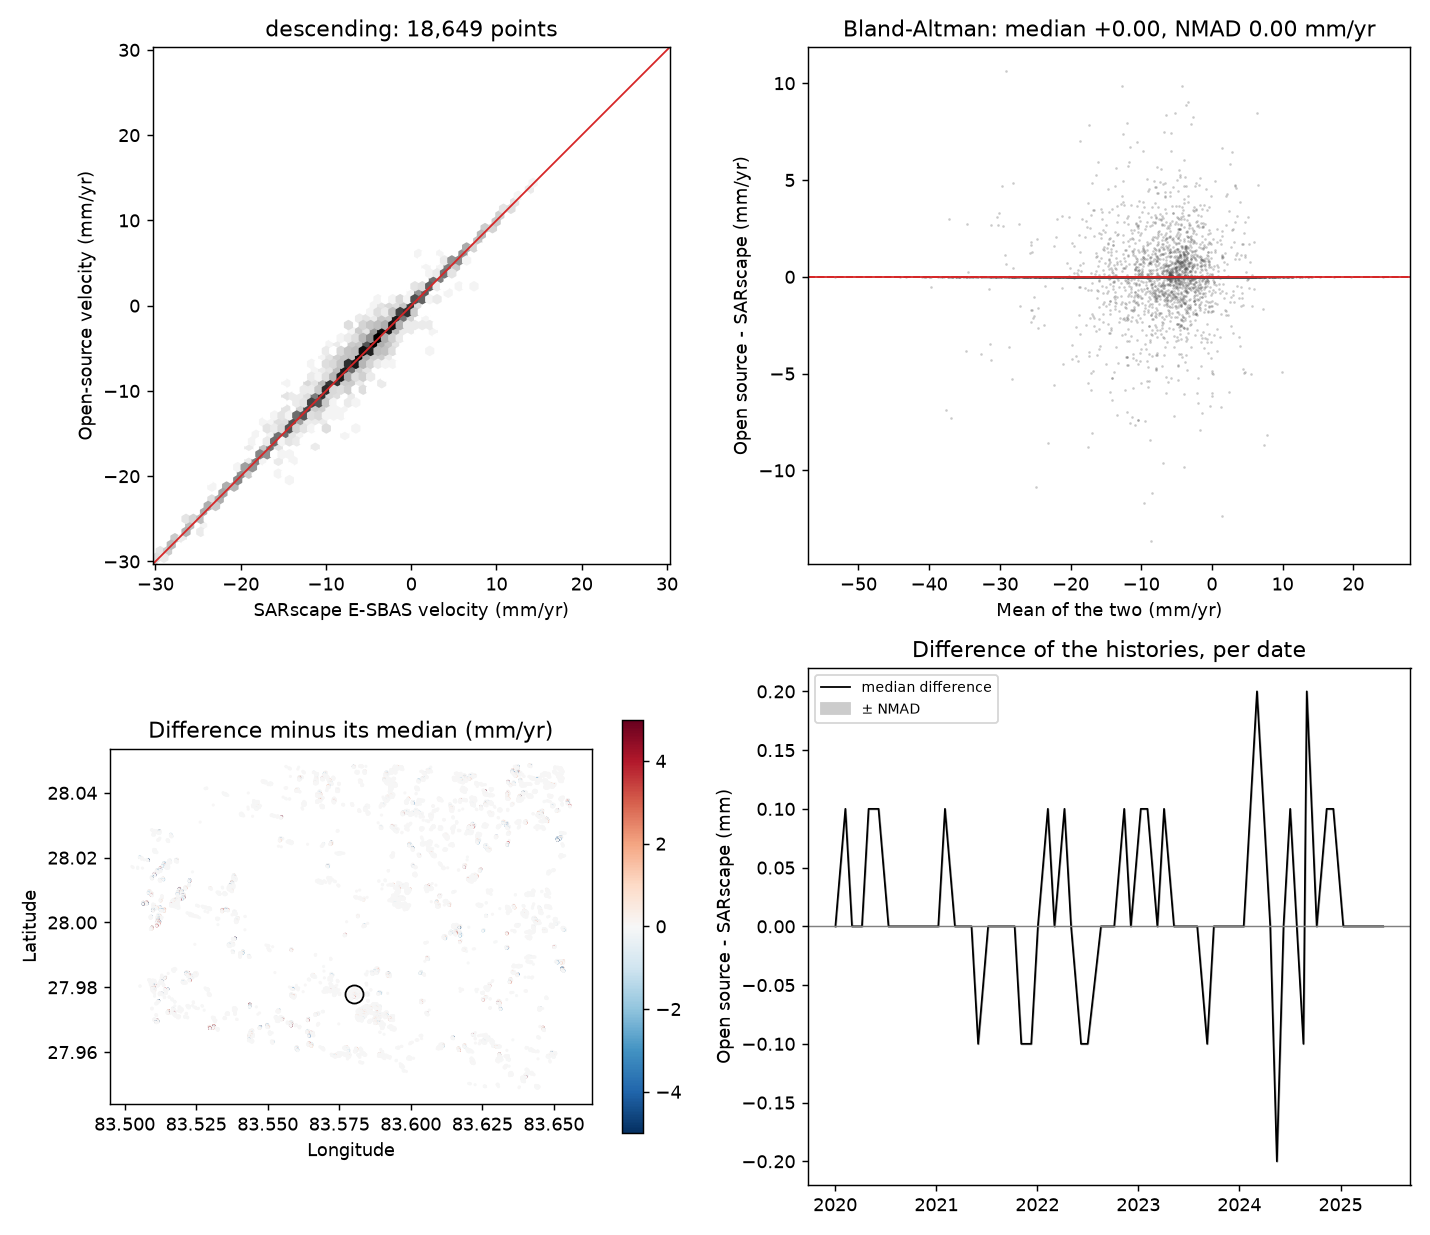 descending: 18,649 points
30
20
10
0
−10
−20
−30
Open-source velocity (mm/yr)
−30 −20 −10 0 10 20 30
SARscape E-SBAS velocity (mm/yr)
Bland-Altman: median +0.00, NMAD 0.00 mm/yr
10
5
0
−5
−10
Open source - SARscape (mm/yr)
−50 −40 −30 −20 −10 0 10 20
Mean of the two (mm/yr)
Difference minus its median (mm/yr)
28.04
28.02
28.00
27.98
27.96
Latitude
83.500 83.525 83.550 83.575 83.600 83.625 83.650
Longitude
4
2
0
−2
−4
Difference of the histories, per date
median difference
± NMAD
0.20
0.15
0.10
0.05
0.00
−0.05
−0.10
−0.15
−0.20
Open source - SARscape (mm)
2020 2021 2022 2023 2024 2025